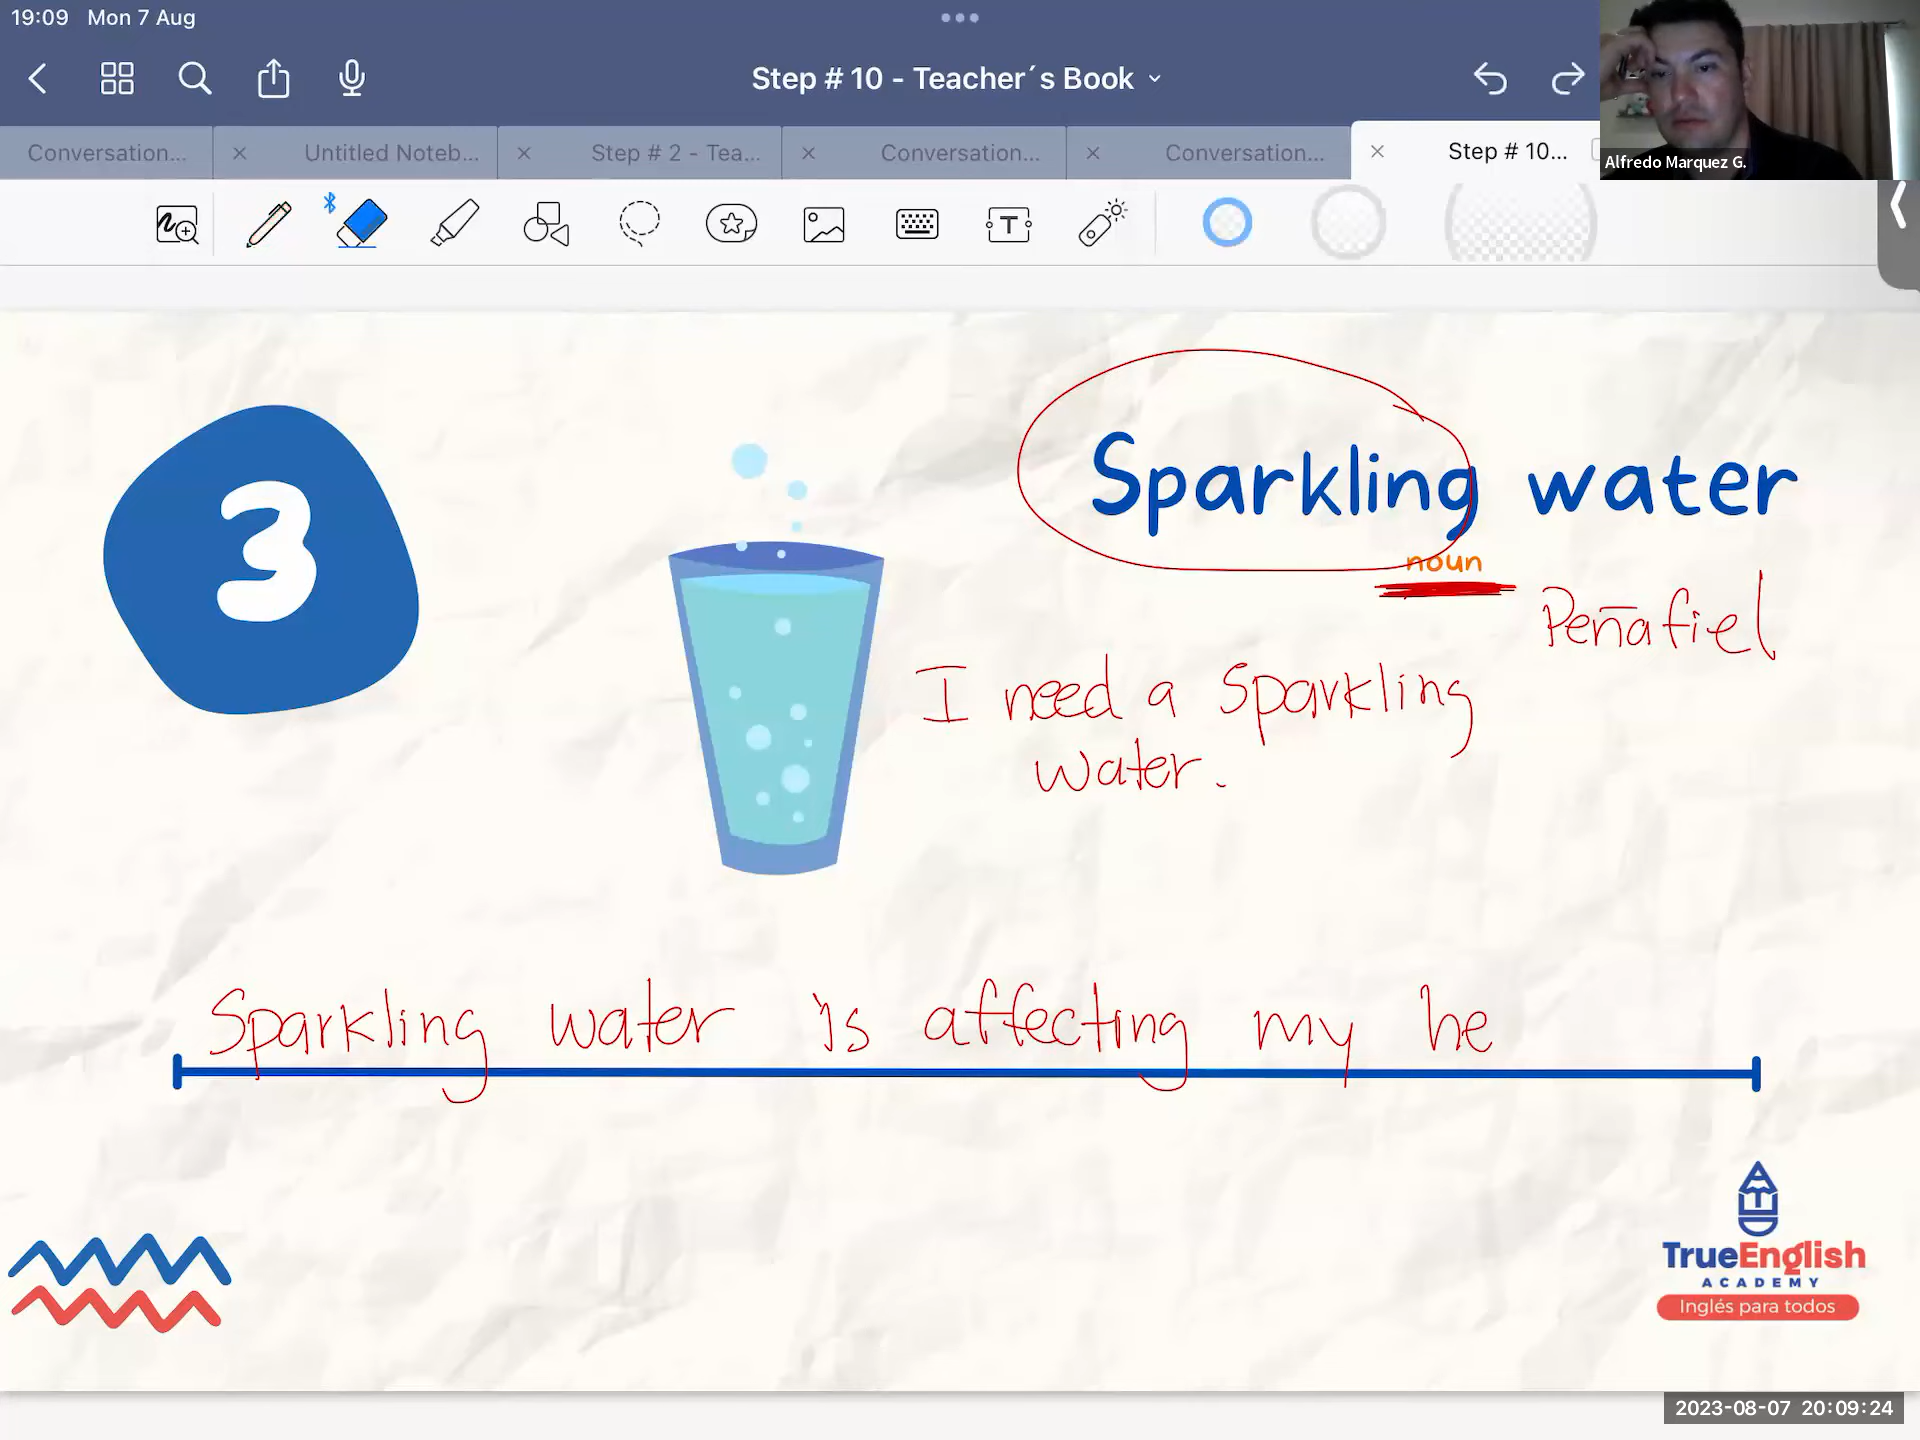 19:09 Mon 7 Aug
Step # 10 - Teacher´s Book
Conversation...
Untitled Noteb...
Step # 2 - Tea...
Conversation...
Conversation...
Step # 10...
Alfredo Marquez G.
3
Sparkling water
noun
Peñafiel
I need a sparkling
water.
Sparkling water is affecting my he
TrueEnglish
ACADEMY
Inglés para todos
2023-08-07 20:09:24